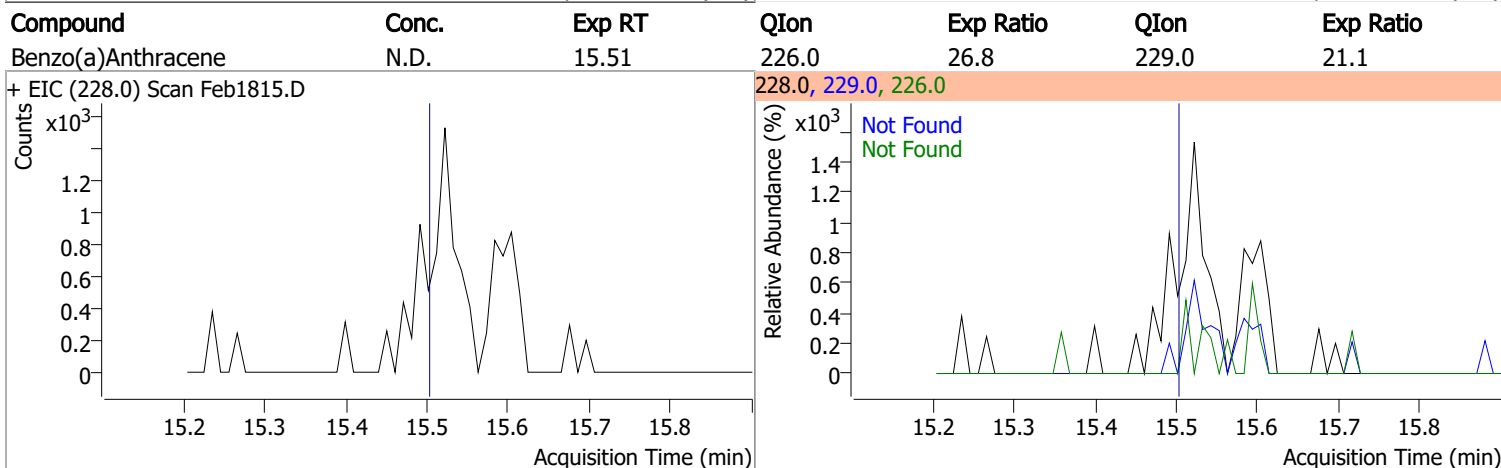 Compound Conc. Exp RT QIon Exp Ratio QIon Exp Ratio
Benzo(a)Anthracene N.D. 15.51 226.0 26.8 229.0 21.1
+ EIC (228.0) Scan Feb1815.D
Counts
x10³
1.2
1
0.8
0.6
0.4
0.2
0
15.2 15.3 15.4 15.5 15.6 15.7 15.8
Acquisition Time (min)
228.0, 229.0, 226.0
Relative Abundance (%)
x10³
Not Found
Not Found
1.4
1.2
1
0.8
0.6
0.4
0.2
0
15.2 15.3 15.4 15.5 15.6 15.7 15.8
Acquisition Time (min)